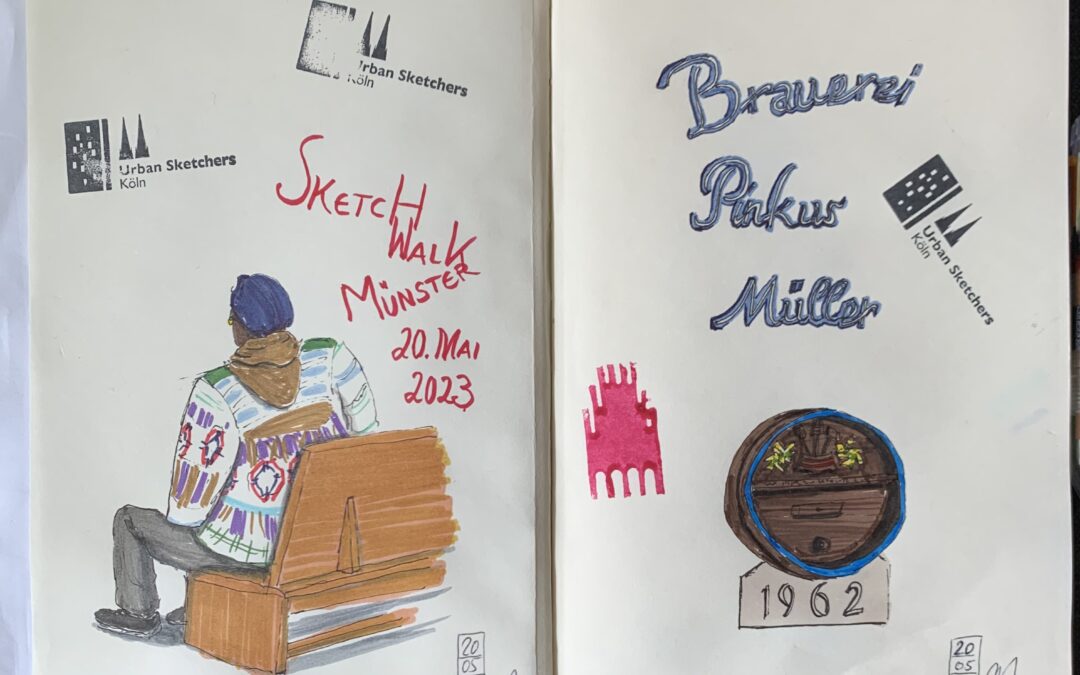 Urban Sketchers
Köln
Urban Sketchers
Köln
SKETCH
WALK
MÜNSTER
20. MAI
2023
20
05
Brauerei
Pinkus
Müller
Urban Sketchers
Köln
1962
20
05